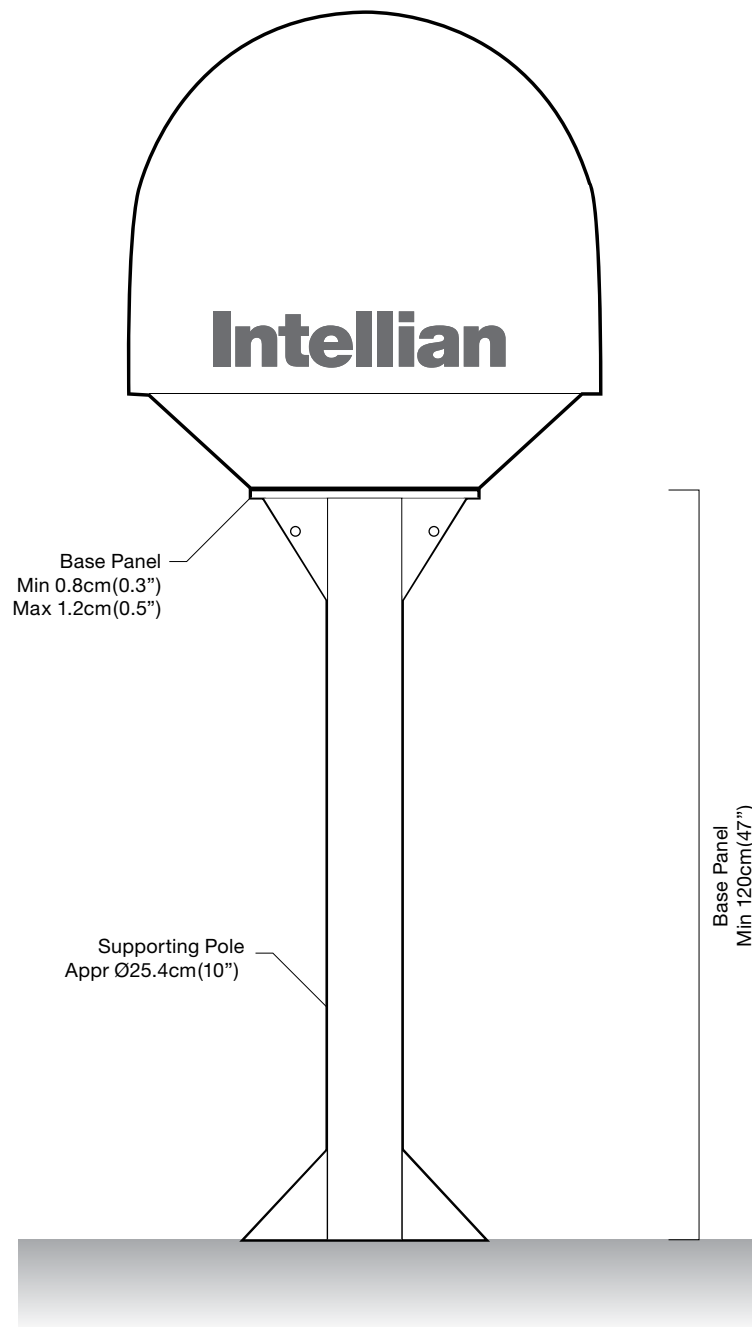 Intellian
Base Panel
Min 0.8cm(0.3”)
Max 1.2cm(0.5”)
Base Panel
Min 120cm(47”)
Supporting Pole
Appr Ø25.4cm(10”)